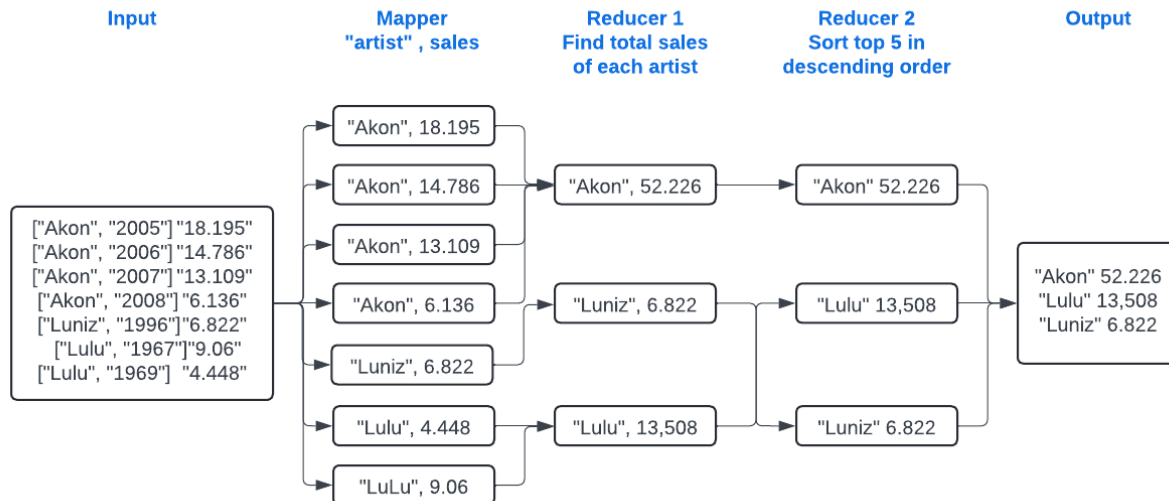 Input
Mapper
"artist" , sales
Reducer 1
Find total sales
of each artist
Reducer 2
Sort top 5 in
descending order
Output
["Akon", "2005"] "18.195"
["Akon", "2006"] "14.786"
["Akon", "2007"] "13.109"
["Akon", "2008"] "6.136"
["Luniz", "1996"]"6.822"
["Lulu", "1967"]"9.06"
["Lulu", "1969"] "4.448"
"Akon", 18.195
"Akon", 14.786
"Akon", 13.109
"Akon", 6.136
"Luniz", 6.822
"Lulu", 4.448
"LuLu", 9.06
"Akon", 52.226
"Luniz", 6.822
"Lulu", 13,508
"Akon" 52.226
"Lulu" 13,508
"Luniz" 6.822
"Akon" 52.226
"Lulu" 13,508
"Luniz" 6.822